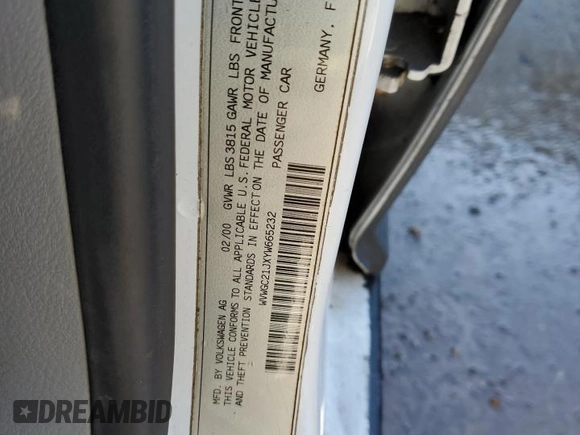 MFD. BY VOLKSWAGEN AG
02/00 GVWR LBS 3815 GAWR LBS FRONT
THIS VEHICLE CONFORMS TO ALL APPLICABLE U.S. FEDERAL MOTOR VEHICLE
AND THEFT PREVENTION STANDARDS IN EFFECT ON THE DATE OF MANUFACTU
WVWGC21JXYW665232 PASSENGER CAR
GERMANY. F
DREAMBID